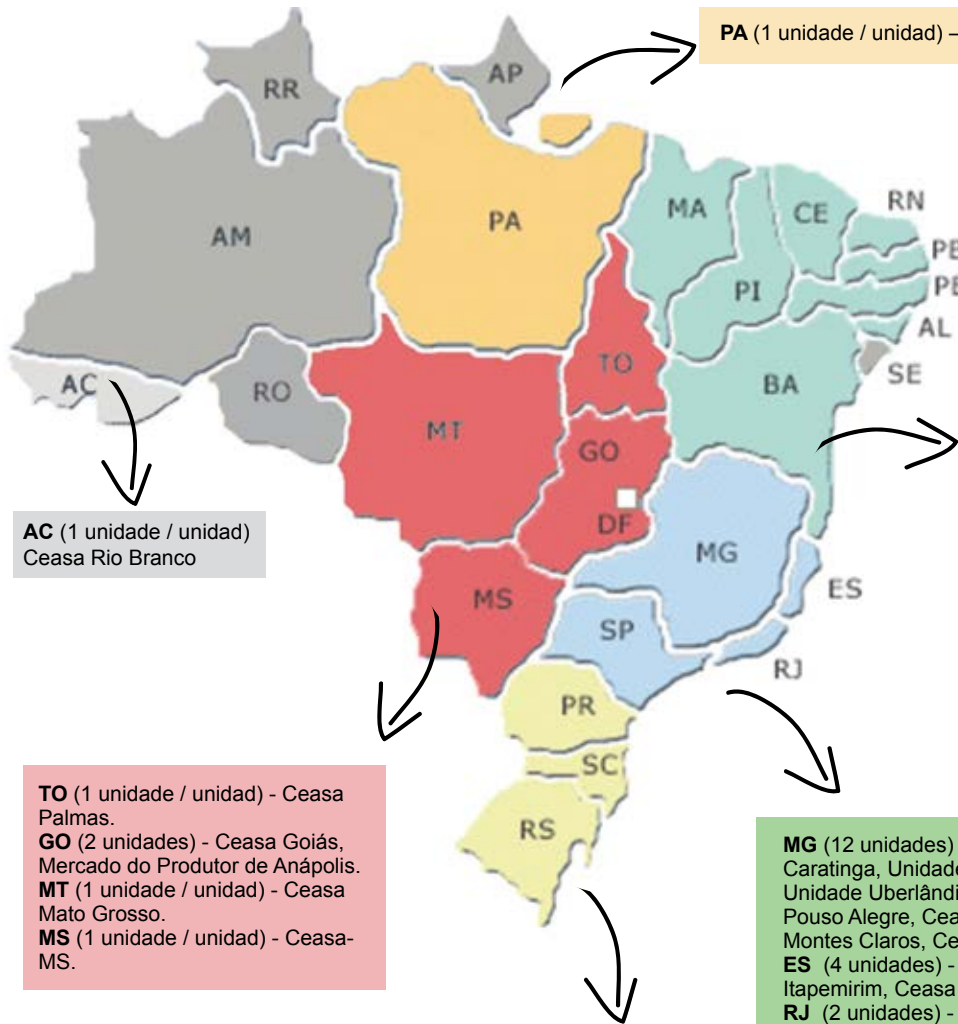 PA (1 unidade / unidad) –
AP
RR
RN
MA
CE
PA
AM
PI
AL
TO
SE
AC
RO
BA
MT
GO
DF
AC (1 unidade / unidad)
Ceasa Rio Branco
MG
ES
MS
SP
RJ
PR
SC
RS
TO (1 unidade / unidad) - Ceasa
Palmas.
GO (2 unidades) - Ceasa Goiás,
Mercado do Produtor de Anápolis.
MT (1 unidade / unidad) - Ceasa
Mato Grosso.
MS (1 unidade / unidad) - Ceasa-
MS.
MG (12 unidades)
Caratinga,
Pouso Alegre,
Montes Claros,
ES (4 unidades) -
Itapemirim, Ceasa
RJ (2 unidades) -